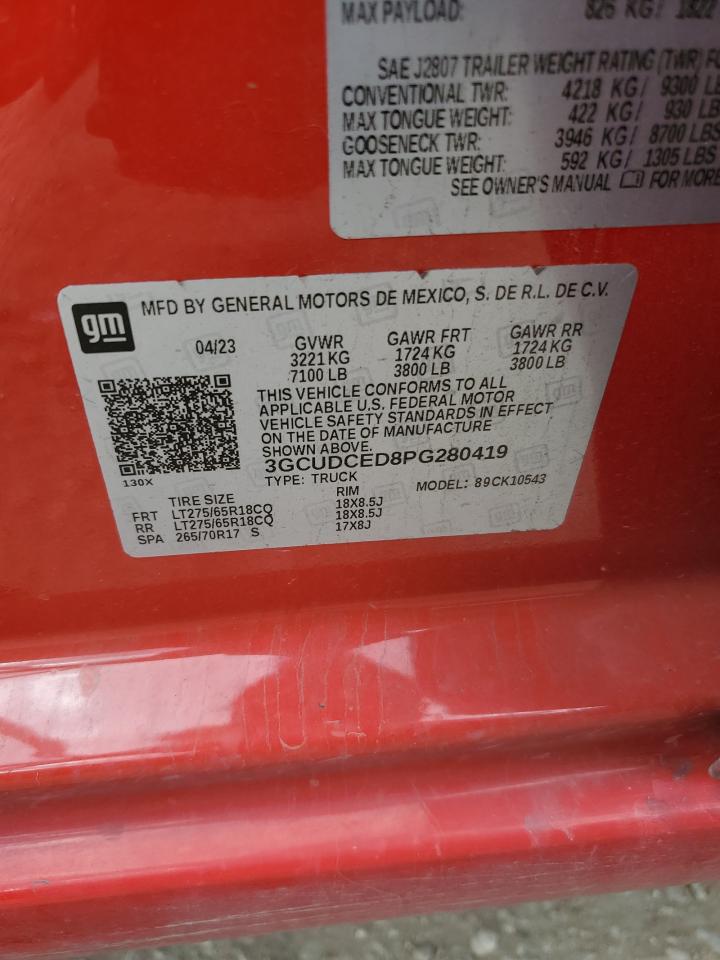 MAX PAYLOAD: 826 KG/ 1822
SAE J2807 TRAILER WEIGHT RATING (TWR)
CONVENTIONAL TWR: 4218 KG/ 9300 LB
MAX TONGUE WEIGHT: 422 KG/ 930 LB
GOOSENECK TWR: 3946 KG/ 8700 LBS
MAX TONGUE WEIGHT: 592 KG/ 1305 LBS
SEE OWNER'S MANUAL FOR MORE
gm
MFD BY GENERAL MOTORS DE MEXICO, S. DE R.L. DE C.V.
04/23 GVWR GAWR FRT GAWR RR
3221 KG 1724 KG 1724 KG
7100 LB 3800 LB 3800 LB
THIS VEHICLE CONFORMS TO ALL
APPLICABLE U.S. FEDERAL MOTOR
VEHICLE SAFETY STANDARDS IN EFFECT
ON THE DATE OF MANUFACTURE
SHOWN ABOVE.
3GCUDCED8PG280419
130X
TYPE: TRUCK MODEL: 89CK10543
TIRE SIZE RIM
FRT LT275/65R18CQ 18X8.5J
RR LT275/65R18CQ 18X8.5J
SPA 265/70R17 S 17X8J